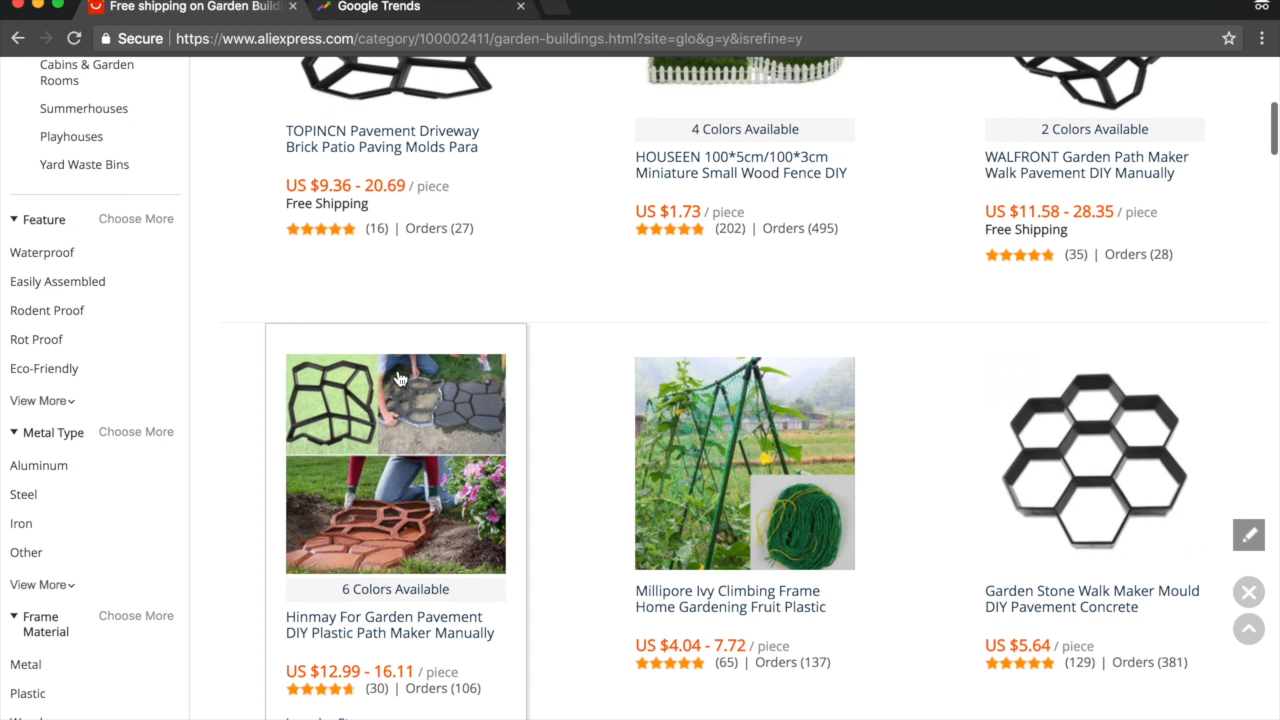 Free shipping on Garden Buildi
Google Trends
Secure
https://www.aliexpress.com/category/100002411/garden-buildings.html?site=glo&g=y&isrefine=y
Cabins & Garden
Rooms
Summerhouses
Playhouses
Yard Waste Bins
Feature
Choose More
Waterproof
Easily Assembled
Rodent Proof
Rot Proof
Eco-Friendly
View More
Metal Type
Choose More
Aluminum
Steel
Iron
Other
View More
Frame
Material
Choose More
Metal
Plastic
TOPINCN Pavement Driveway
Brick Patio Paving Molds Para
US $9.36 - 20.69 / piece
Free Shipping
(16) | Orders (27)
4 Colors Available
HOUSEEN 100*5cm/100*3cm
Miniature Small Wood Fence DIY
US $1.73 / piece
(202) | Orders (495)
2 Colors Available
WALFRONT Garden Path Maker
Walk Pavement DIY Manually
US $11.58 - 28.35 / piece
Free Shipping
(35) | Orders (28)
6 Colors Available
Hinmay For Garden Pavement
DIY Plastic Path Maker Manually
US $12.99 - 16.11 / piece
(30) | Orders (106)
Millipore Ivy Climbing Frame
Home Gardening Fruit Plastic
US $4.04 - 7.72 / piece
(65) | Orders (137)
Garden Stone Walk Maker Mould
DIY Pavement Concrete
US $5.64 / piece
(129) | Orders (381)